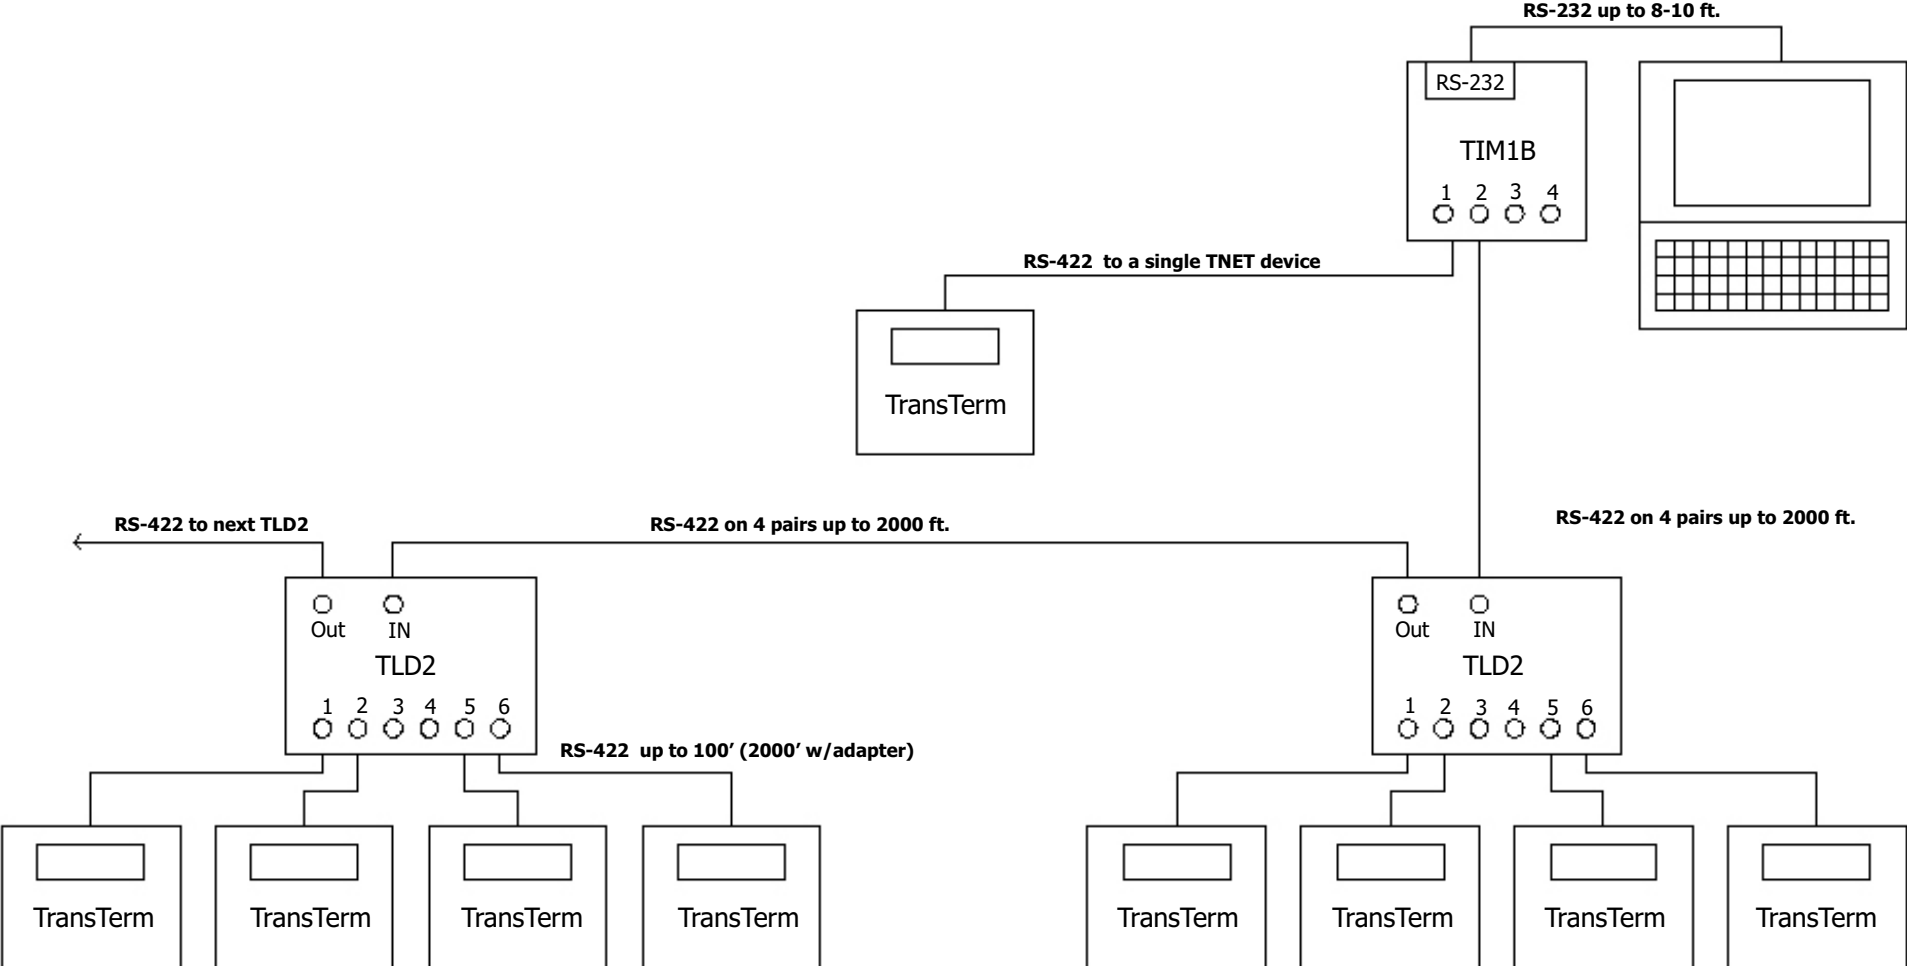 RS-232 up to 8-10 ft.
RS-232
TIM1B
1 2 3 4
RS-422 to a single TNET device
TransTerm
RS-422 to next TLD2
RS-422 on 4 pairs up to 2000 ft.
RS-422 on 4 pairs up to 2000 ft.
Out IN
TLD2
1 2 3 4 5 6
Out IN
TLD2
1 2 3 4 5 6
RS-422 up to 100’ (2000’ w/adapter)
TransTerm
TransTerm
TransTerm
TransTerm
TransTerm
TransTerm
TransTerm
TransTerm